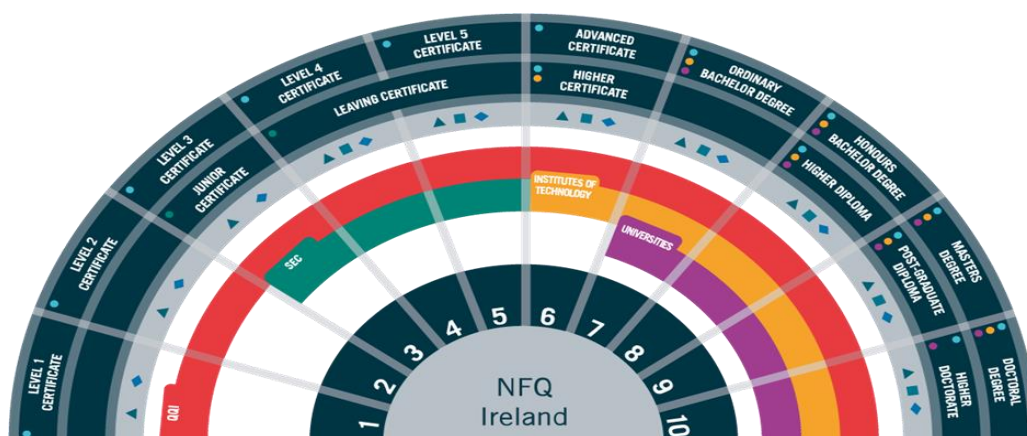 LEVEL 1
CERTIFICATE
LEVEL 2
CERTIFICATE
LEVEL 3
CERTIFICATE
LEVEL 4
CERTIFICATE
LEVEL 5
CERTIFICATE
ADVANCED
CERTIFICATE
ORDINARY
BACHELOR DEGREE
HONOURS
BACHELOR DEGREE
MASTERS
DEGREE
DOCTORAL
DEGREE
JUNIOR
CERTIFICATE
LEAVING CERTIFICATE
HIGHER
CERTIFICATE
HIGHER DIPLOMA
POST-GRADUATE
DIPLOMA
HIGHER
DOCTORATE
QQI
SEC
INSTITUTES OF
TECHNOLOGY
UNIVERSITIES
1
2
3
4
5
6
7
8
9
10
NFQ
Ireland